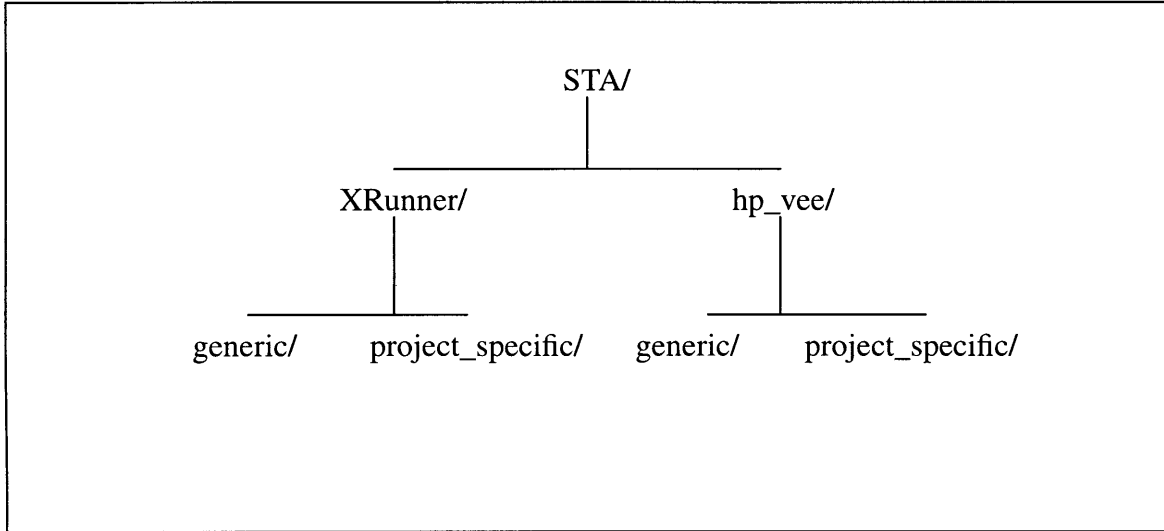 STA/
XRunner/ hp_vee/
generic/ project_specific/ generic/ project_specific/